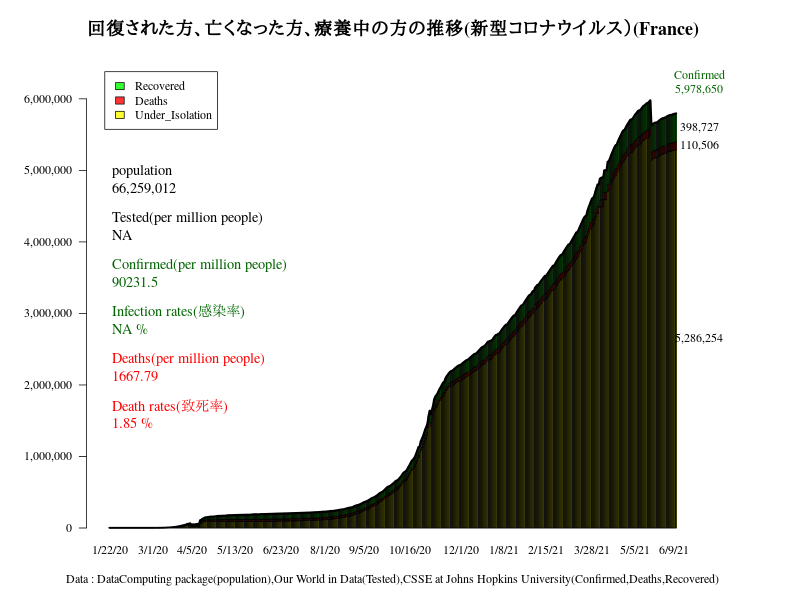 回復された方、亡くなった方、療養中の方の推移(新型コロナウイルス)(France)
Recovered
Deaths
Under_Isolation
Confirmed
5,978,650
398,727
110,506
5,286,254
population
66,259,012
Tested(per million people)
NA
Confirmed(per million people)
90231.5
Infection rates(感染率)
NA %
Deaths(per million people)
1667.79
Death rates(致死率)
1.85 %
6,000,000
5,000,000
4,000,000
3,000,000
2,000,000
1,000,000
0
1/22/20 3/1/20 4/5/20 5/13/20 6/23/20 8/1/20 9/5/20 10/16/20 12/1/20 1/8/21 2/15/21 3/28/21 5/5/21 6/9/21
Data : DataComputing package(population),Our World in Data(Tested),CSSE at Johns Hopkins University(Confirmed,Deaths,Recovered)